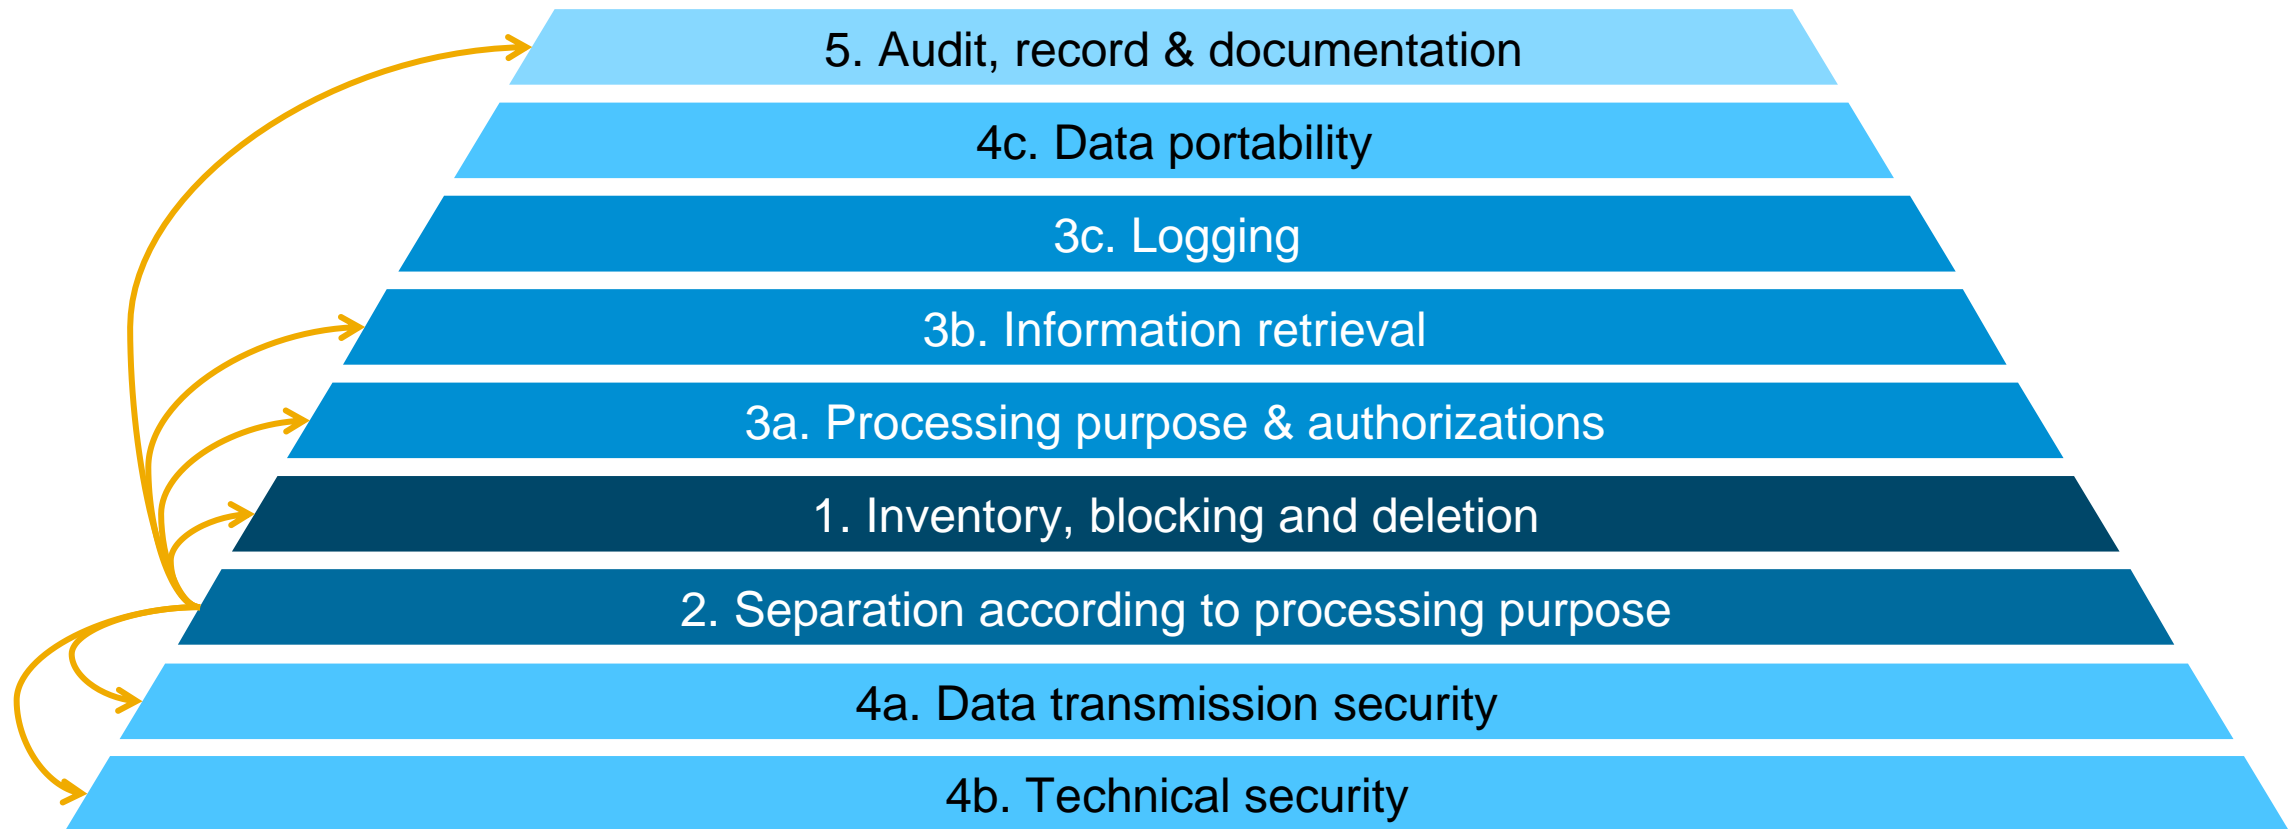 5. Audit, record & documentation
4c. Data portability
3c. Logging
3b. Information retrieval
3a. Processing purpose & authorizations
1. Inventory, blocking and deletion
2. Separation according to processing purpose
4a. Data transmission security
4b. Technical security